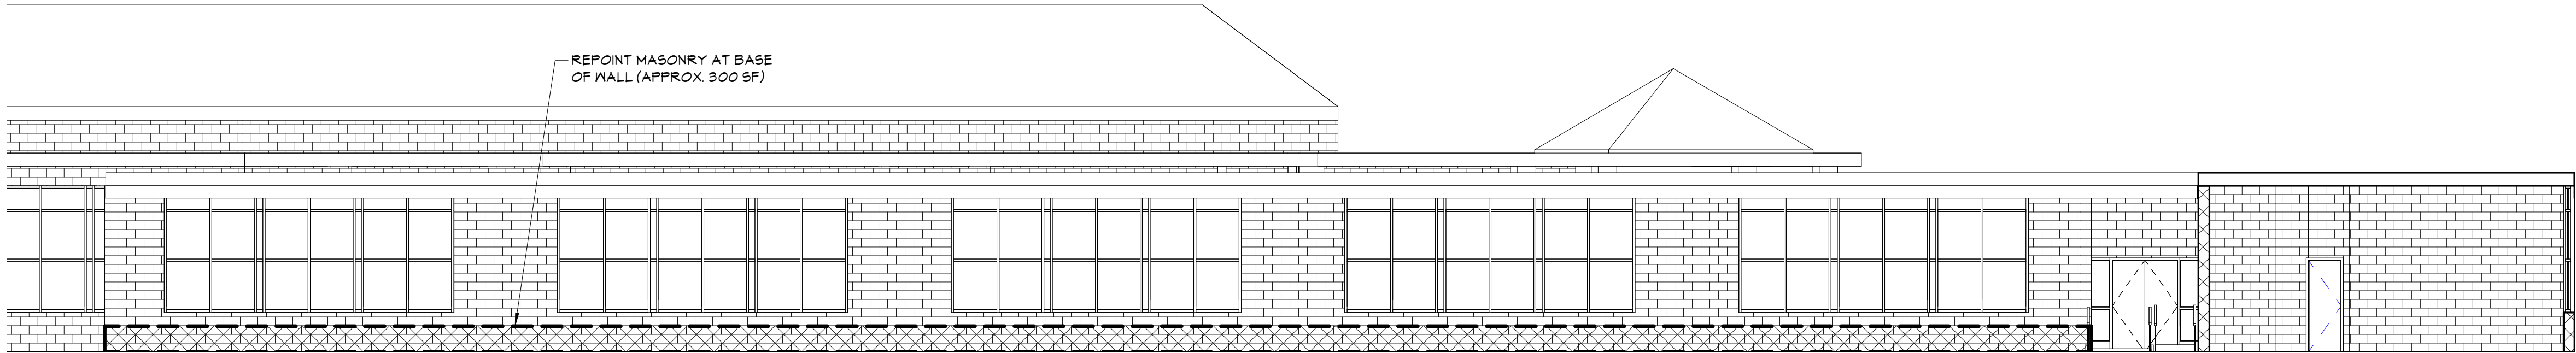 REPOINT MASONRY AT BASE
OF WALL (APPROX. 300 SF)